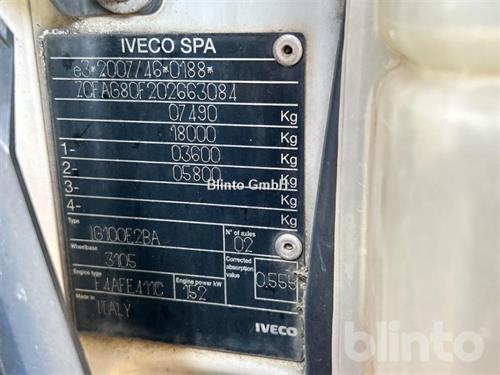 IVECO SPA
e3*2007/46*0188*
ZCFAG80F202663084
07490 Kg
18000 Kg
1- 03600 Kg
2- 05800 Kg
3- Kg
4- Kg
Blinto GmbH
Type IG100E2BA N° of axles 02
Wheelbase 3105 Corrected absorption value 0.555
Engine type F4AFE411C Engine power kW 152
Made in ITALY
IVECO
blinto